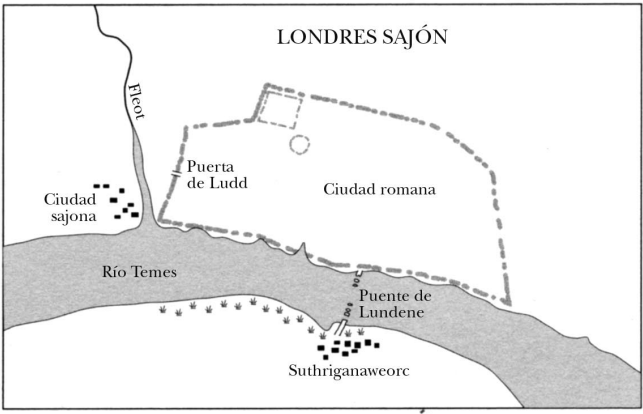 LONDRES SAJÓN
Fleot
Puerta
de Ludd
Ciudad
sajona
Ciudad romana
Río Temes
Puente de
Lundene
Suthriganaweorc